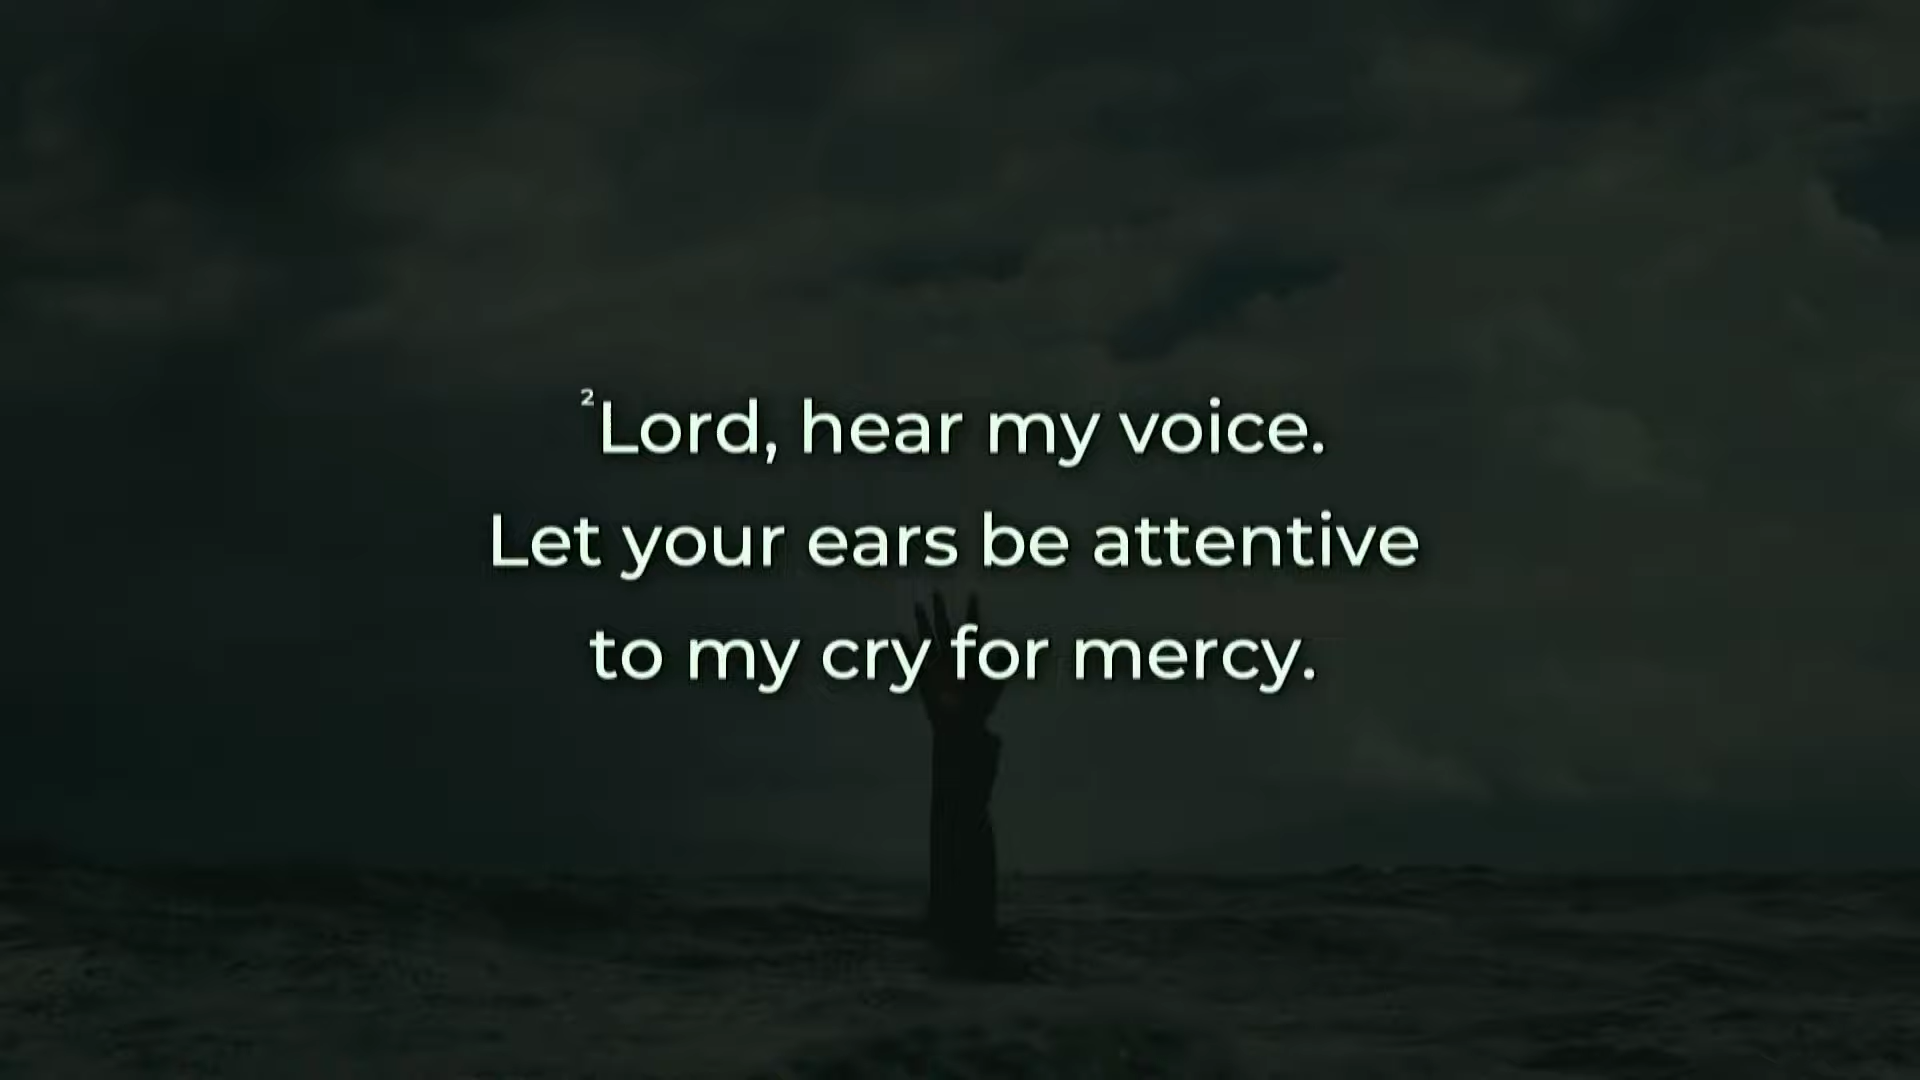 ²Lord, hear my voice.
Let your ears be attentive
to my cry for mercy.